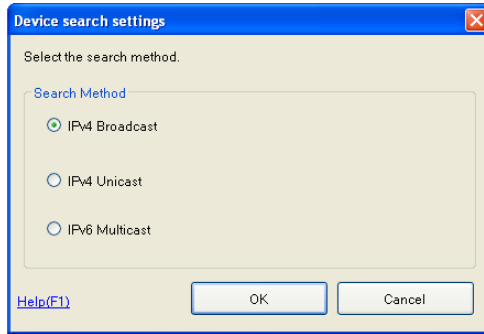 Device search settings
Select the search method.
Search Method
IPv4 Broadcast
IPv4 Unicast
IPv6 Multicast
Help(F1)
OK
Cancel